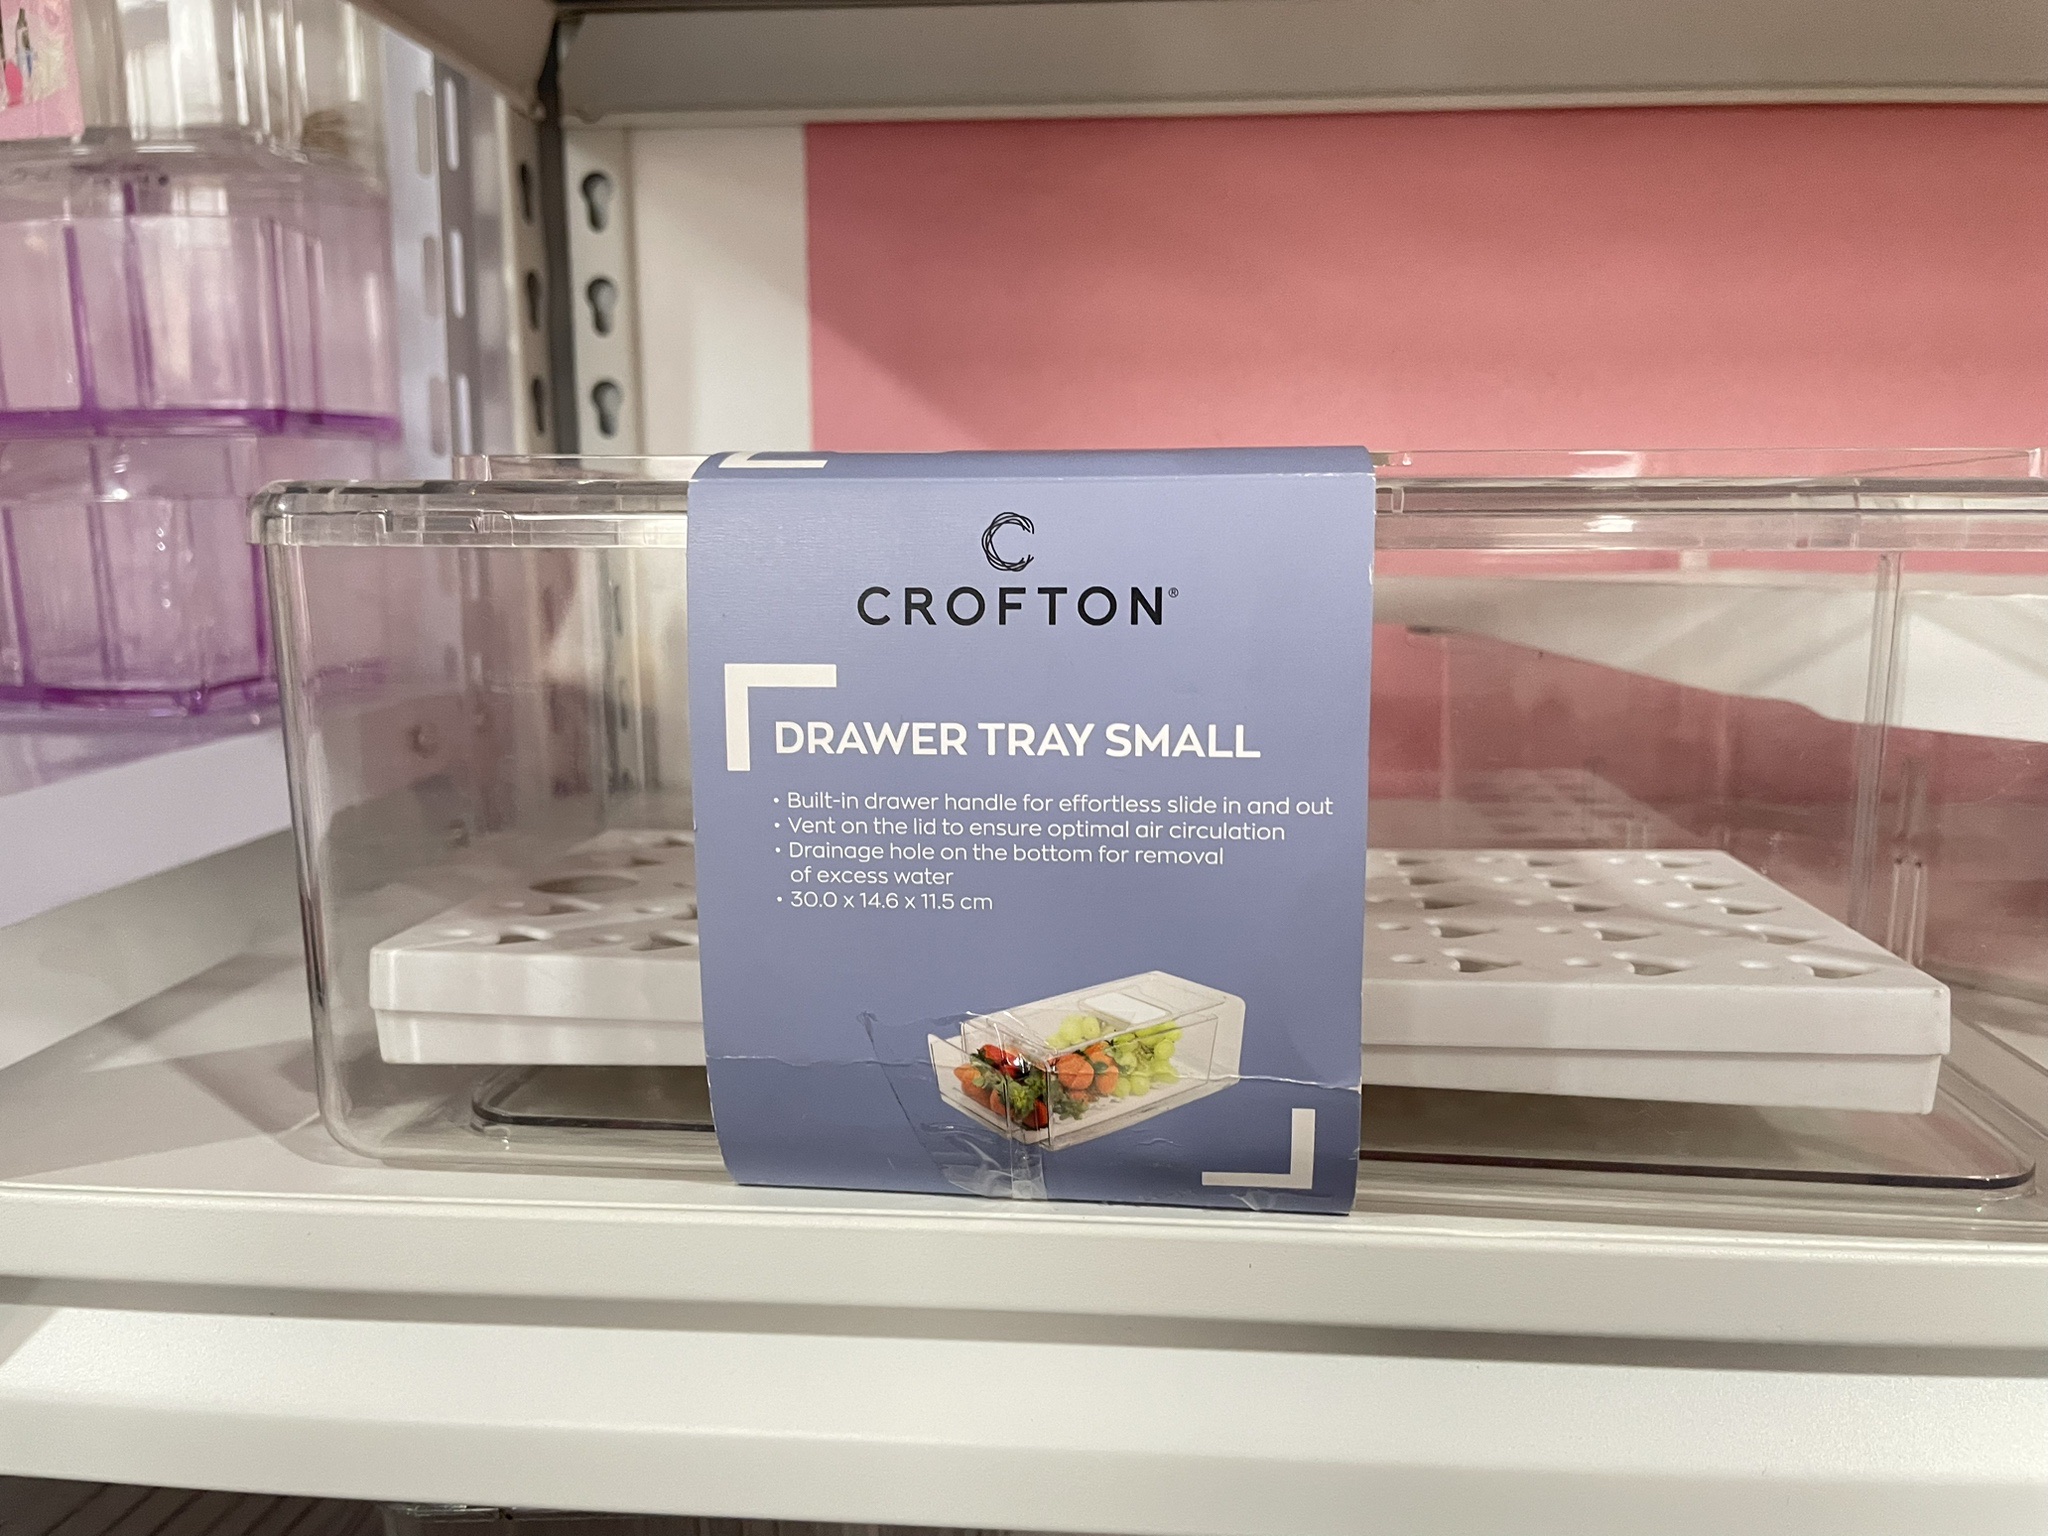 CROFTON®
DRAWER TRAY SMALL
• Built-in drawer handle for effortless slide in and out
• Vent on the lid to ensure optimal air circulation
• Drainage hole on the bottom for removal
of excess water
• 30.0 x 14.6 x 11.5 cm